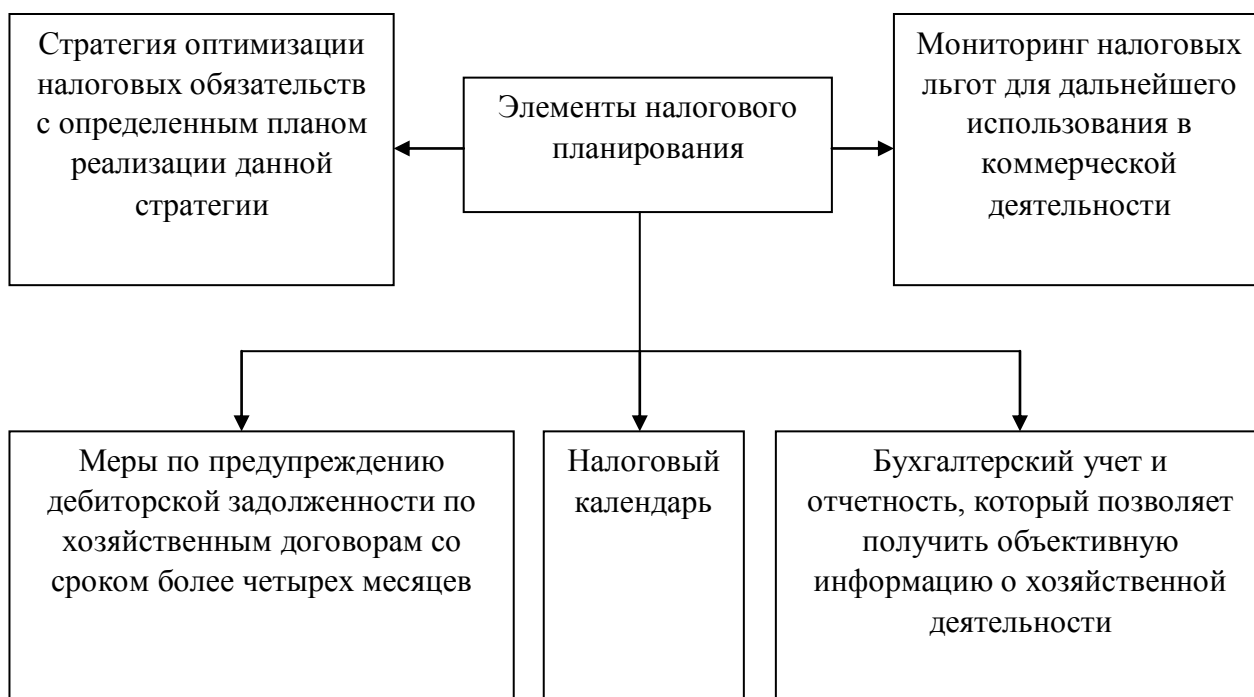 Стратегия оптимизации
налоговых обязательств
с определенным планом
реализации данной
стратегии
Элементы налогового
планирования
Мониторинг налоговых
льгот для дальнейшего
использования в
коммерческой
деятельности
Меры по предупреждению
дебиторской задолженности по
хозяйственным договорам со
сроком более четырех месяцев
Налоговый
календарь
Бухгалтерский учет и
отчетность, который позволяет
получить объективную
информацию о хозяйственной
деятельности